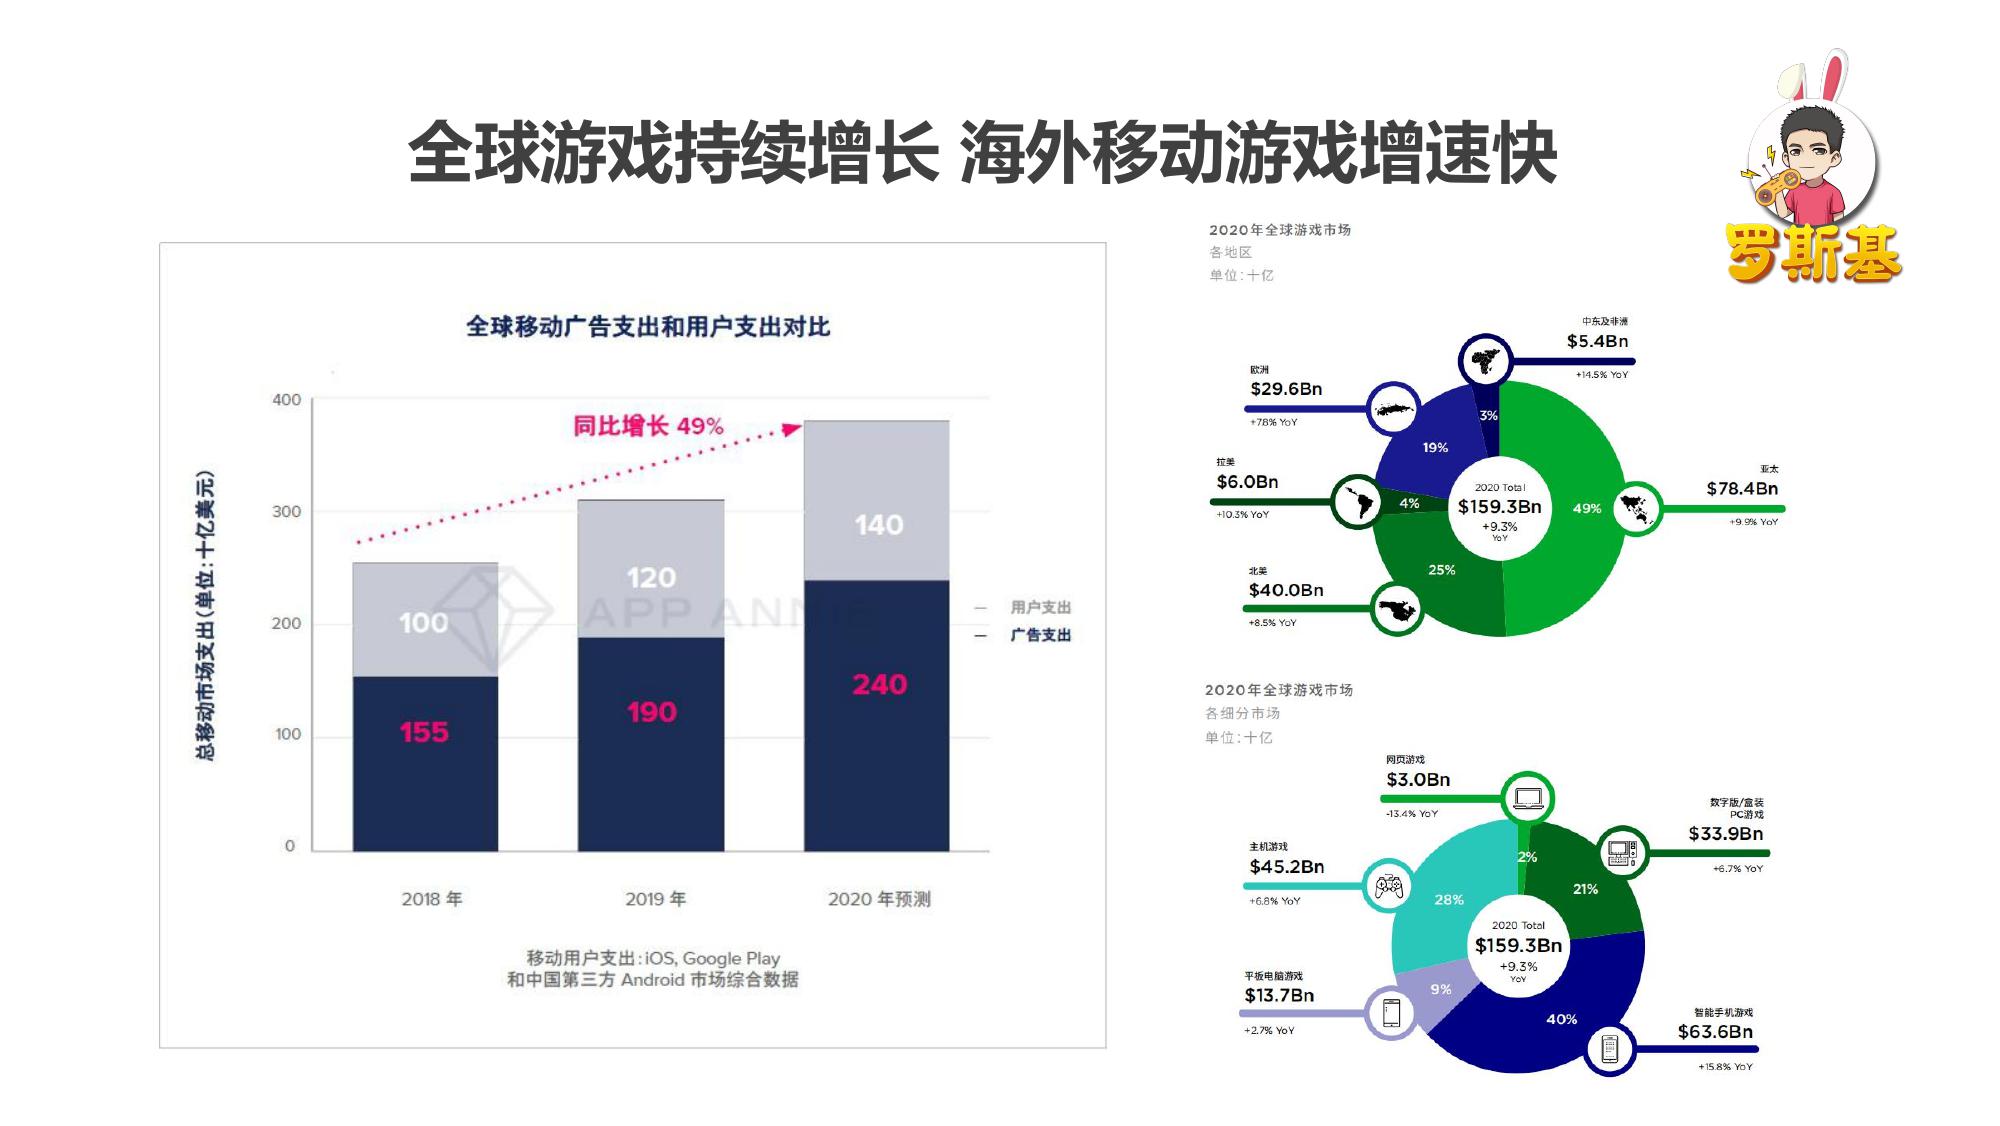 全球游戏持续增长 海外移动游戏增速快
罗斯基
全球移动广告支出和用户支出对比
总移动市场支出(单位:十亿美元)
400
300
200
100
0
同比增长 49%
100
155
120
190
140
240
APP ANNIE
用户支出
广告支出
2018 年
2019 年
2020 年预测
移动用户支出:iOS, Google Play
和中国第三方 Android 市场综合数据
2020年全球游戏市场
各地区
单位:十亿
中东及非洲
$5.4Bn
+14.5% YoY
欧洲
$29.6Bn
+7.8% YoY
拉美
$6.0Bn
+10.3% YoY
北美
$40.0Bn
+8.5% YoY
亚太
$78.4Bn
+9.9% YoY
3%
19%
4%
25%
49%
2020 Total
$159.3Bn
+9.3%
YoY
2020年全球游戏市场
各细分市场
单位:十亿
网页游戏
$3.0Bn
-13.4% YoY
数字版/盒装
PC游戏
$33.9Bn
+6.7% YoY
主机游戏
$45.2Bn
+6.8% YoY
平板电脑游戏
$13.7Bn
+2.7% YoY
智能手机游戏
$63.6Bn
+15.8% YoY
2%
21%
28%
9%
40%
2020 Total
$159.3Bn
+9.3%
YoY